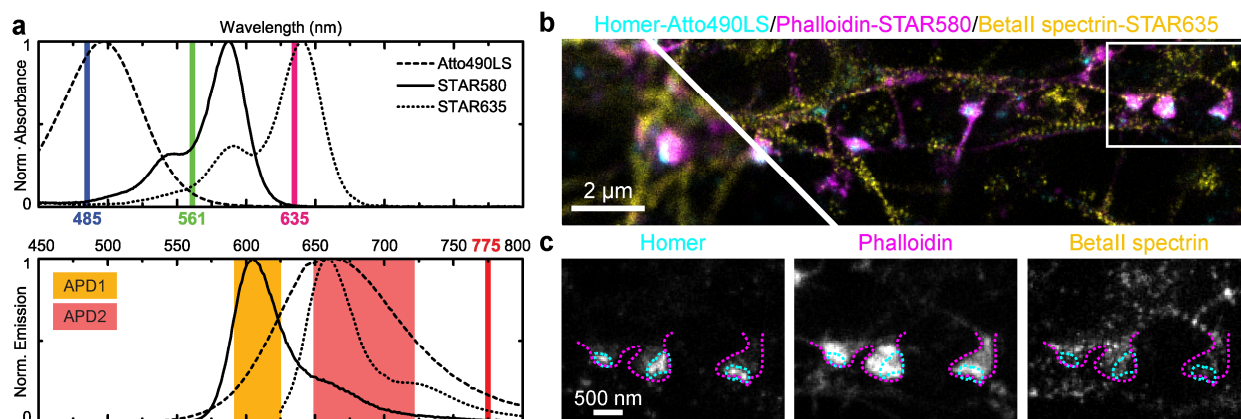 a
Wavelength (nm)
1
Norm. Absorbance
0
Atto490LS
STAR580
STAR635
485
561
635
450 500 550 600 650 700 750 775 800
1
Norm. Emission
0
APD1
APD2
b
Homer-Atto490LS/Phalloidin-STAR580/BetaII spectrin-STAR635
2 µm
c
Homer
Phalloidin
BetaII spectrin
500 nm